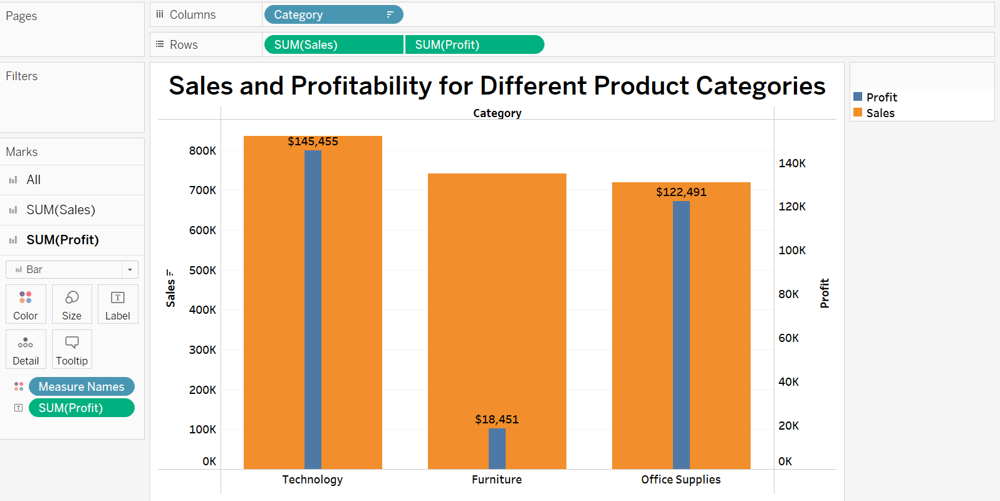 Pages
Columns
Category
Rows
SUM(Sales)
SUM(Profit)
Filters
Marks
All
SUM(Sales)
SUM(Profit)
Bar
Color
Size
Label
Detail
Tooltip
Measure Names
SUM(Profit)
Sales and Profitability for Different Product Categories
Category
800K
700K
600K
500K
400K
300K
200K
100K
0K
Sales
$145,455
$18,451
$122,491
140K
120K
100K
80K
60K
40K
20K
0K
Profit
Technology
Furniture
Office Supplies
Profit
Sales